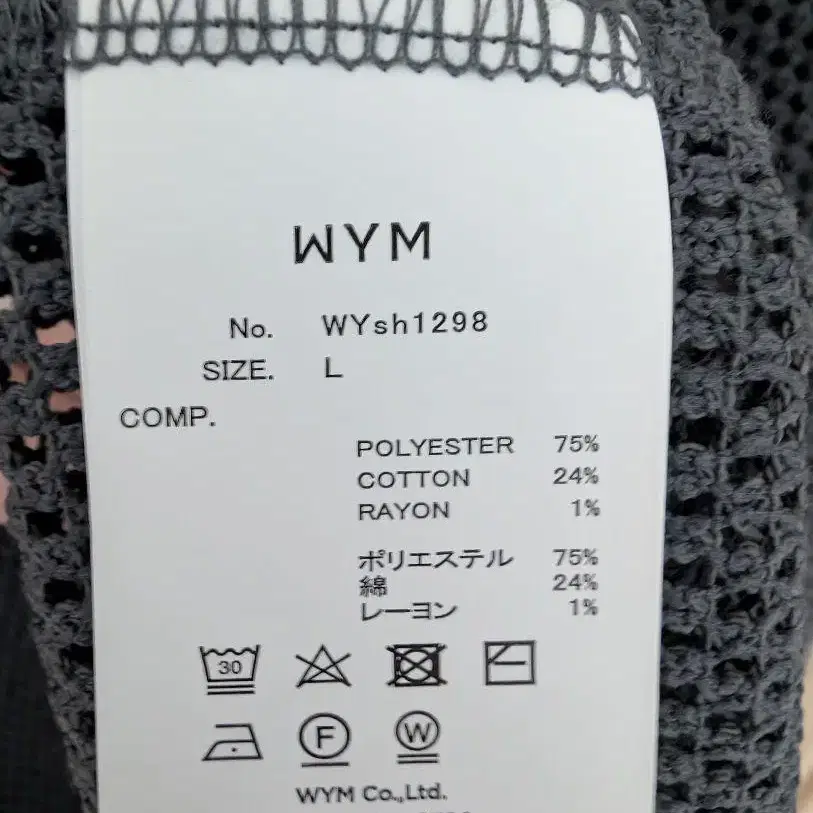 WYM
No. WYsh1298
SIZE. L
COMP.
POLYESTER 75%
COTTON 24%
RAYON 1%
ポリエステル 75%
綿 24%
レーヨン 1%
30
F W
WYM Co.,Ltd.